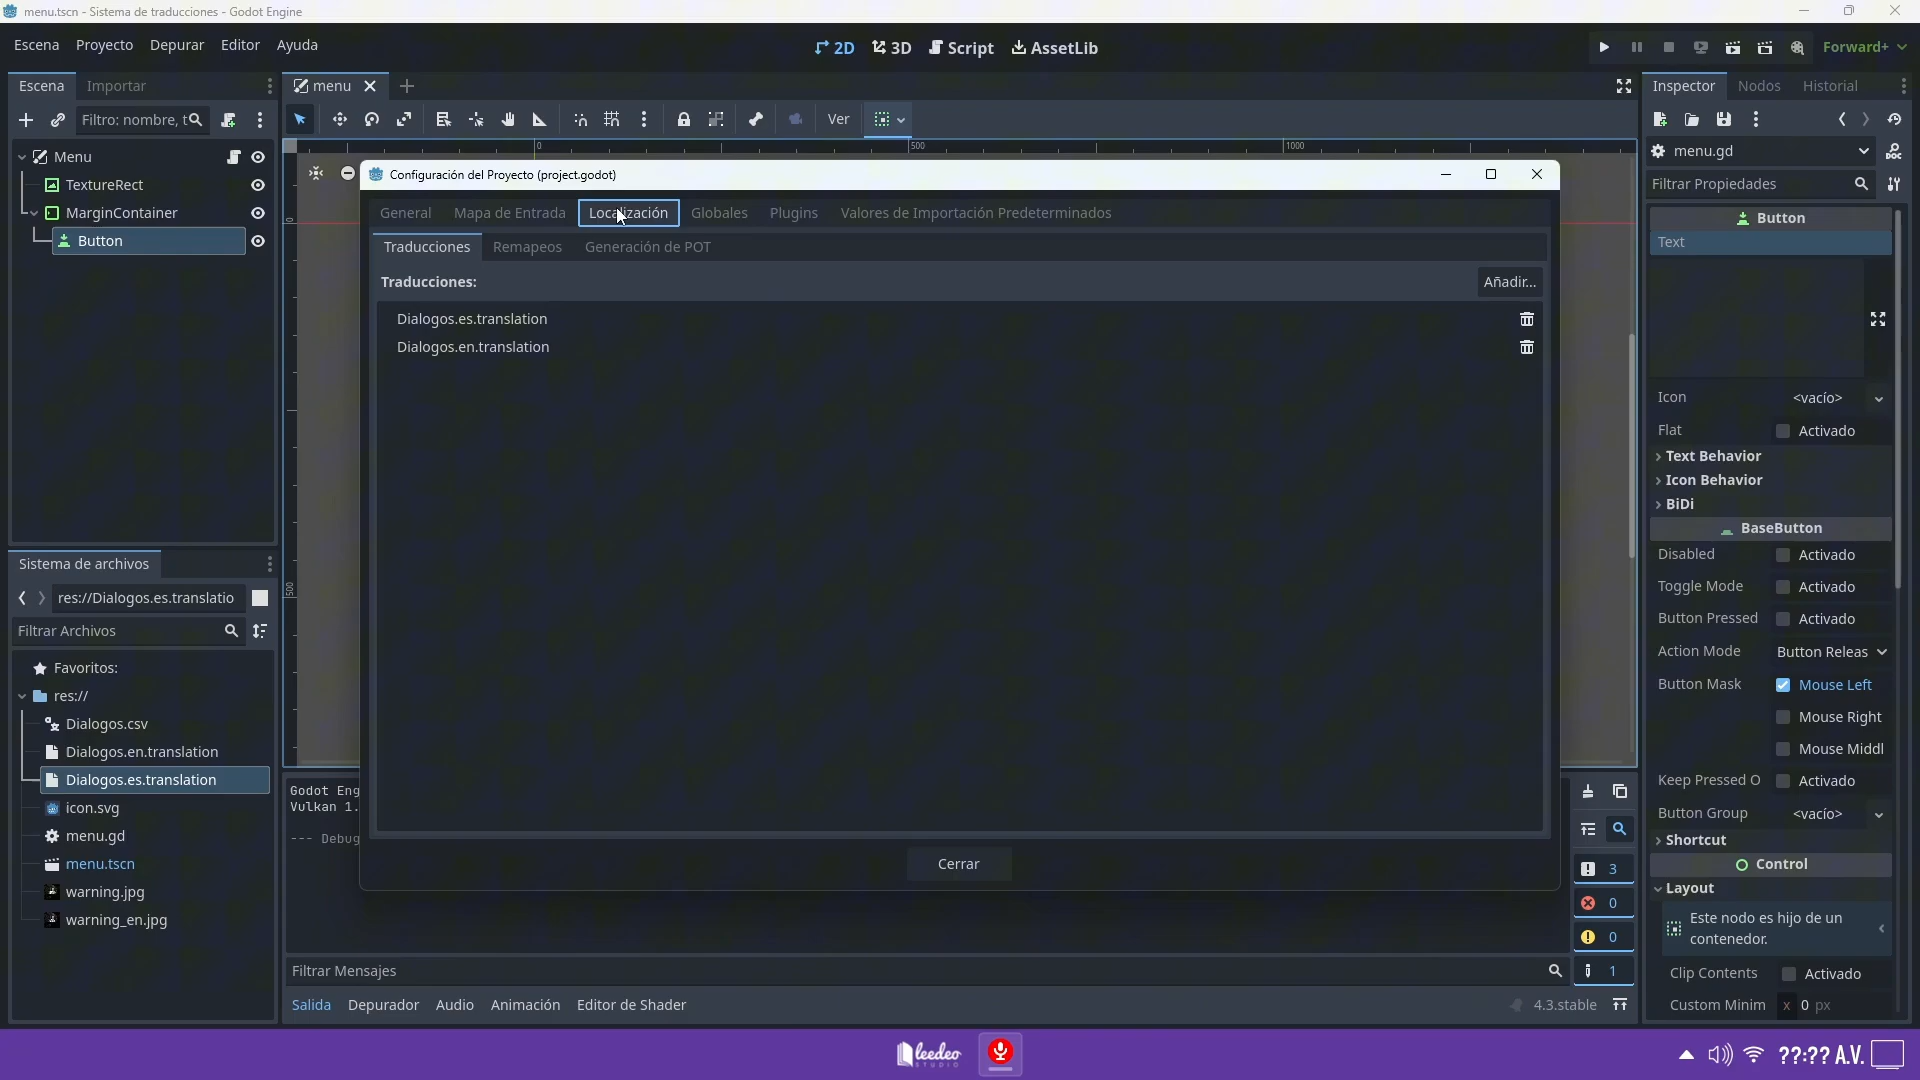 menu.tscn - Sistema de traducciones - Godot Engine
Escena Proyecto Depurar Editor Ayuda
2D 3D Script AssetLib
Forward+
Escena Importar
menu
Inspector Nodos Historial
Filtro: nombre, t
Ver
menu.gd
Filtrar Propiedades
Menu
TextureRect
MarginContainer
Button
0 500 1000
0
500
Configuración del Proyecto (project.godot)
General Mapa de Entrada Localización Globales Plugins Valores de Importación Predeterminados
Traducciones Remapeos Generación de POT
Traducciones:
Añadir...
Dialogos.es.translation
Dialogos.en.translation
Cerrar
Button
Text
Icon <vacío>
Flat Activado
Text Behavior
Icon Behavior
BiDi
BaseButton
Disabled Activado
Toggle Mode Activado
Button Pressed Activado
Action Mode Button Releas
Button Mask Mouse Left
Mouse Right
Mouse Middl
Keep Pressed O Activado
Button Group <vacío>
Shortcut
Control
Layout
Este nodo es hijo de un
contenedor.
Clip Contents Activado
Custom Minim x 0 px
Sistema de archivos
res://Dialogos.es.translatio
Filtrar Archivos
Favoritos:
res://
Dialogos.csv
Dialogos.en.translation
Dialogos.es.translation
icon.svg
menu.gd
menu.tscn
warning.jpg
warning_en.jpg
Godot Eng
Vulkan 1.
--- Debug
3
0
0
1
Filtrar Mensajes
Salida Depurador Audio Animación Editor de Shader
4.3.stable
leedeo
STUDIO
??:?? A.V.